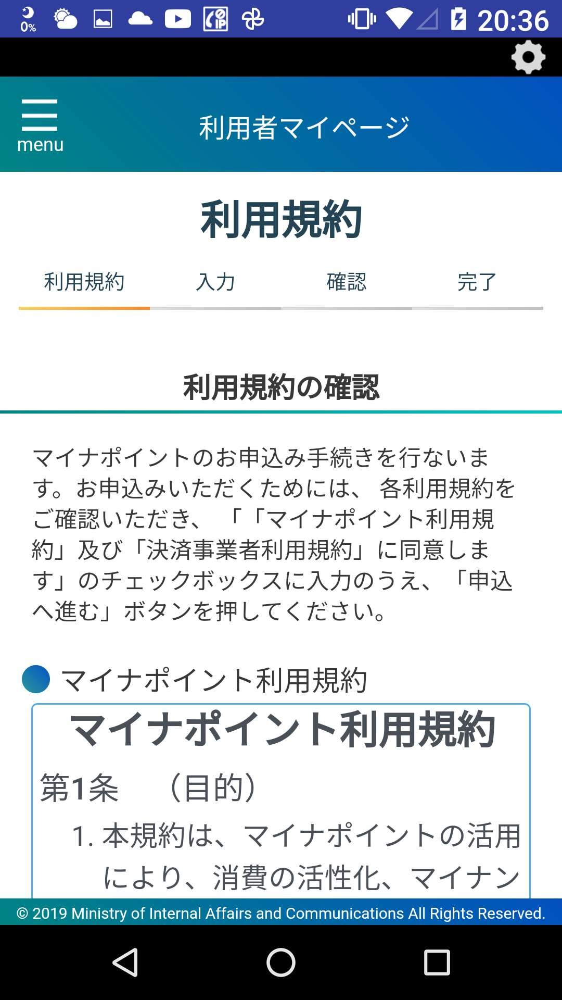 0%
20:36
menu
利用者マイページ
利用規約
利用規約 入力 確認 完了
利用規約の確認
マイナポイントのお申込み手続きを行ないま
す。お申込みいただくためには、 各利用規約を
ご確認いただき、 「「マイナポイント利用規
約」及び「決済事業者利用規約」に同意しま
す」のチェックボックスに入力のうえ、「申込
へ進む」ボタンを押してください。
マイナポイント利用規約
マイナポイント利用規約
第1条　（目的）
1. 本規約は、マイナポイントの活用
により、消費の活性化、マイナン
© 2019 Ministry of Internal Affairs and Communications All Rights Reserved.